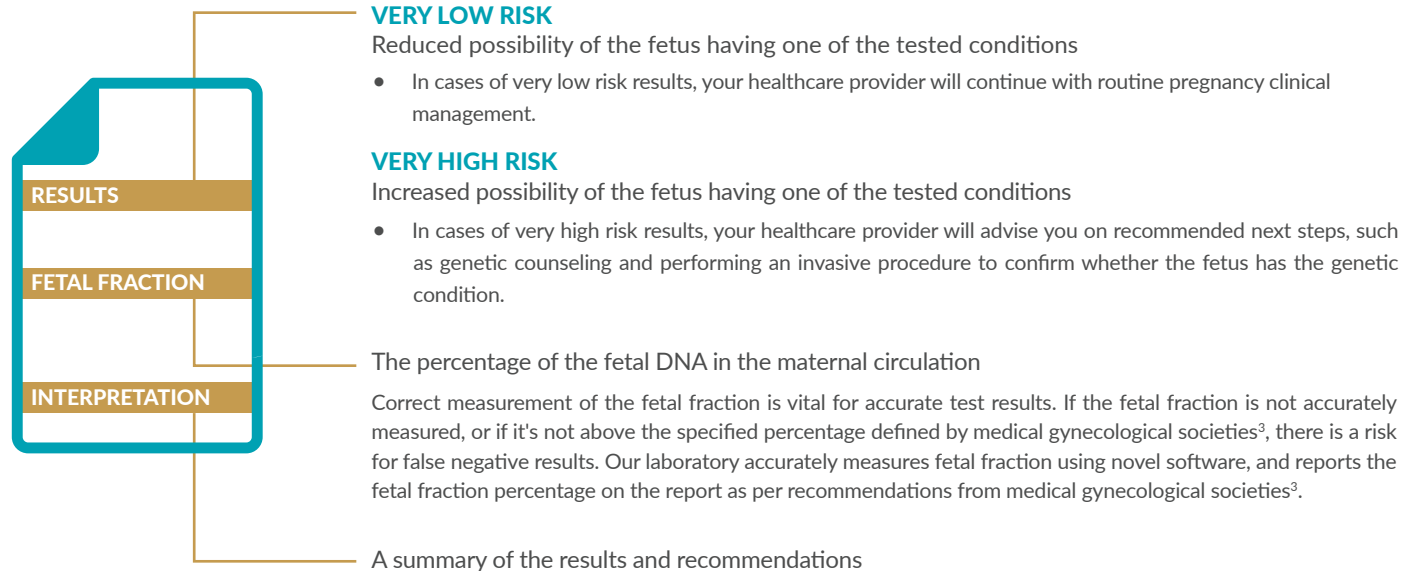 VERY LOW RISK
Reduced possibility of the fetus having one of the tested conditions
• In cases of very low risk results, your healthcare provider will continue with routine pregnancy clinical
management.
VERY HIGH RISK
RESULTS
Increased possibility of the fetus having one of the tested conditions
• In cases of very high risk results, your healthcare provider will advise you on recommended next steps, such
as genetic counseling and performing an invasive procedure to confirm whether the fetus has the genetic
condition.
FETAL FRACTION
The percentage of the fetal DNA in the maternal circulation
INTERPRETATION
Correct measurement of the fetal fraction is vital for accurate test results. If the fetal fraction is not accurately
measured, or if it's not above the specified percentage defined by medical gynecological societies³, there is a risk
for false negative results. Our laboratory accurately measures fetal fraction using novel software, and reports the
fetal fraction percentage on the report as per recommendations from medical gynecological societies³.
A summary of the results and recommendations